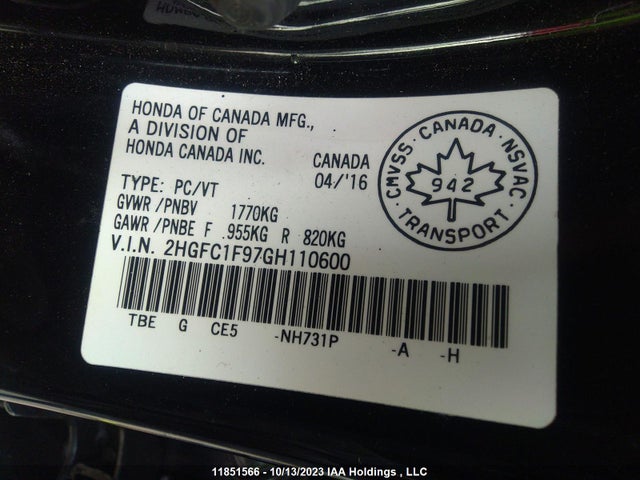 HONDA OF CANADA MFG.,
A DIVISION OF
HONDA CANADA INC.
CANADA
04/'16
TYPE: PC/VT
GVWR /PNBV 1770KG
GAWR /PNBE F 955KG R 820KG
V.I.N. 2HGFC1F97GH110600
TBE G CE5 -NH731P -A -H
CMVSS · CANADA · NSVAC
942
· TRANSPORT ·
11851566 - 10/13/2023 IAA Holdings , LLC